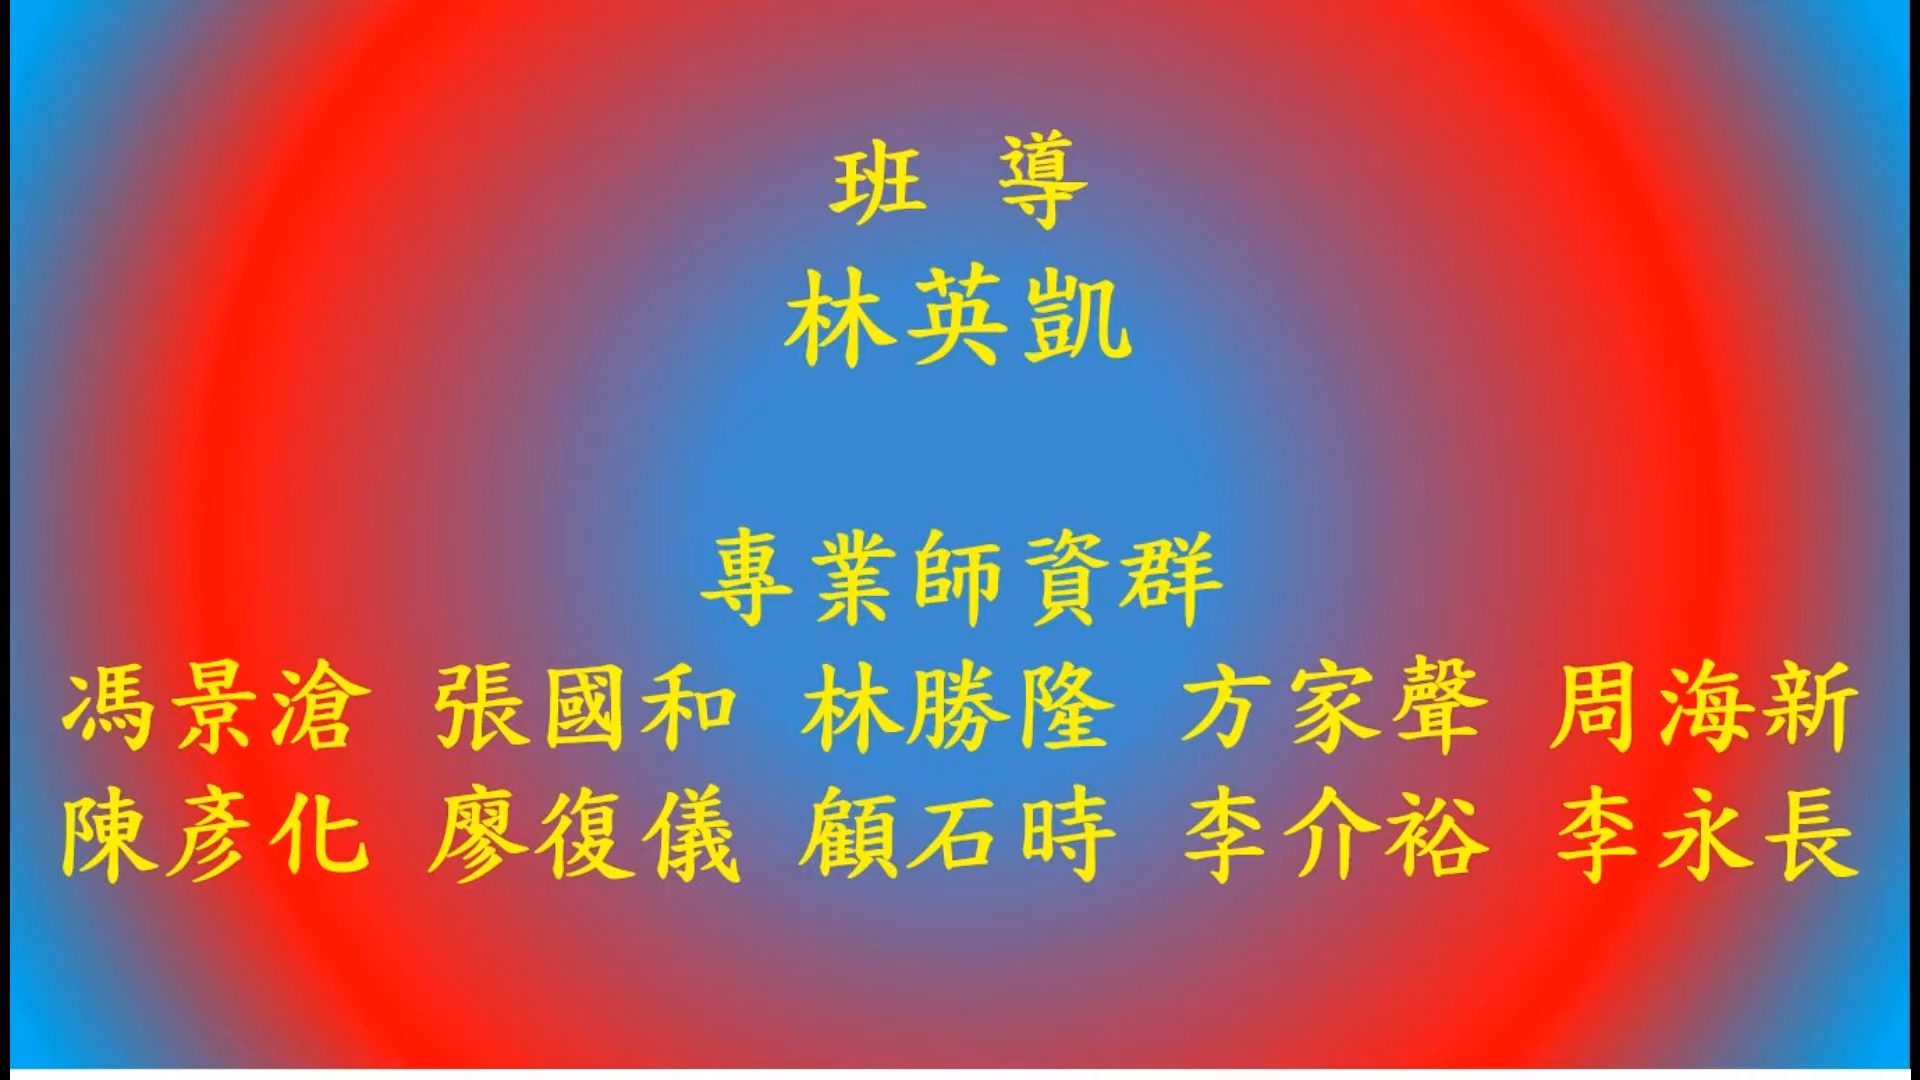 班 導
林英凱
專業師資群
馮景滄 張國和 林勝隆 方家聲 周海新
陳彥化 廖復儀 顧石時 李介裕 李永長